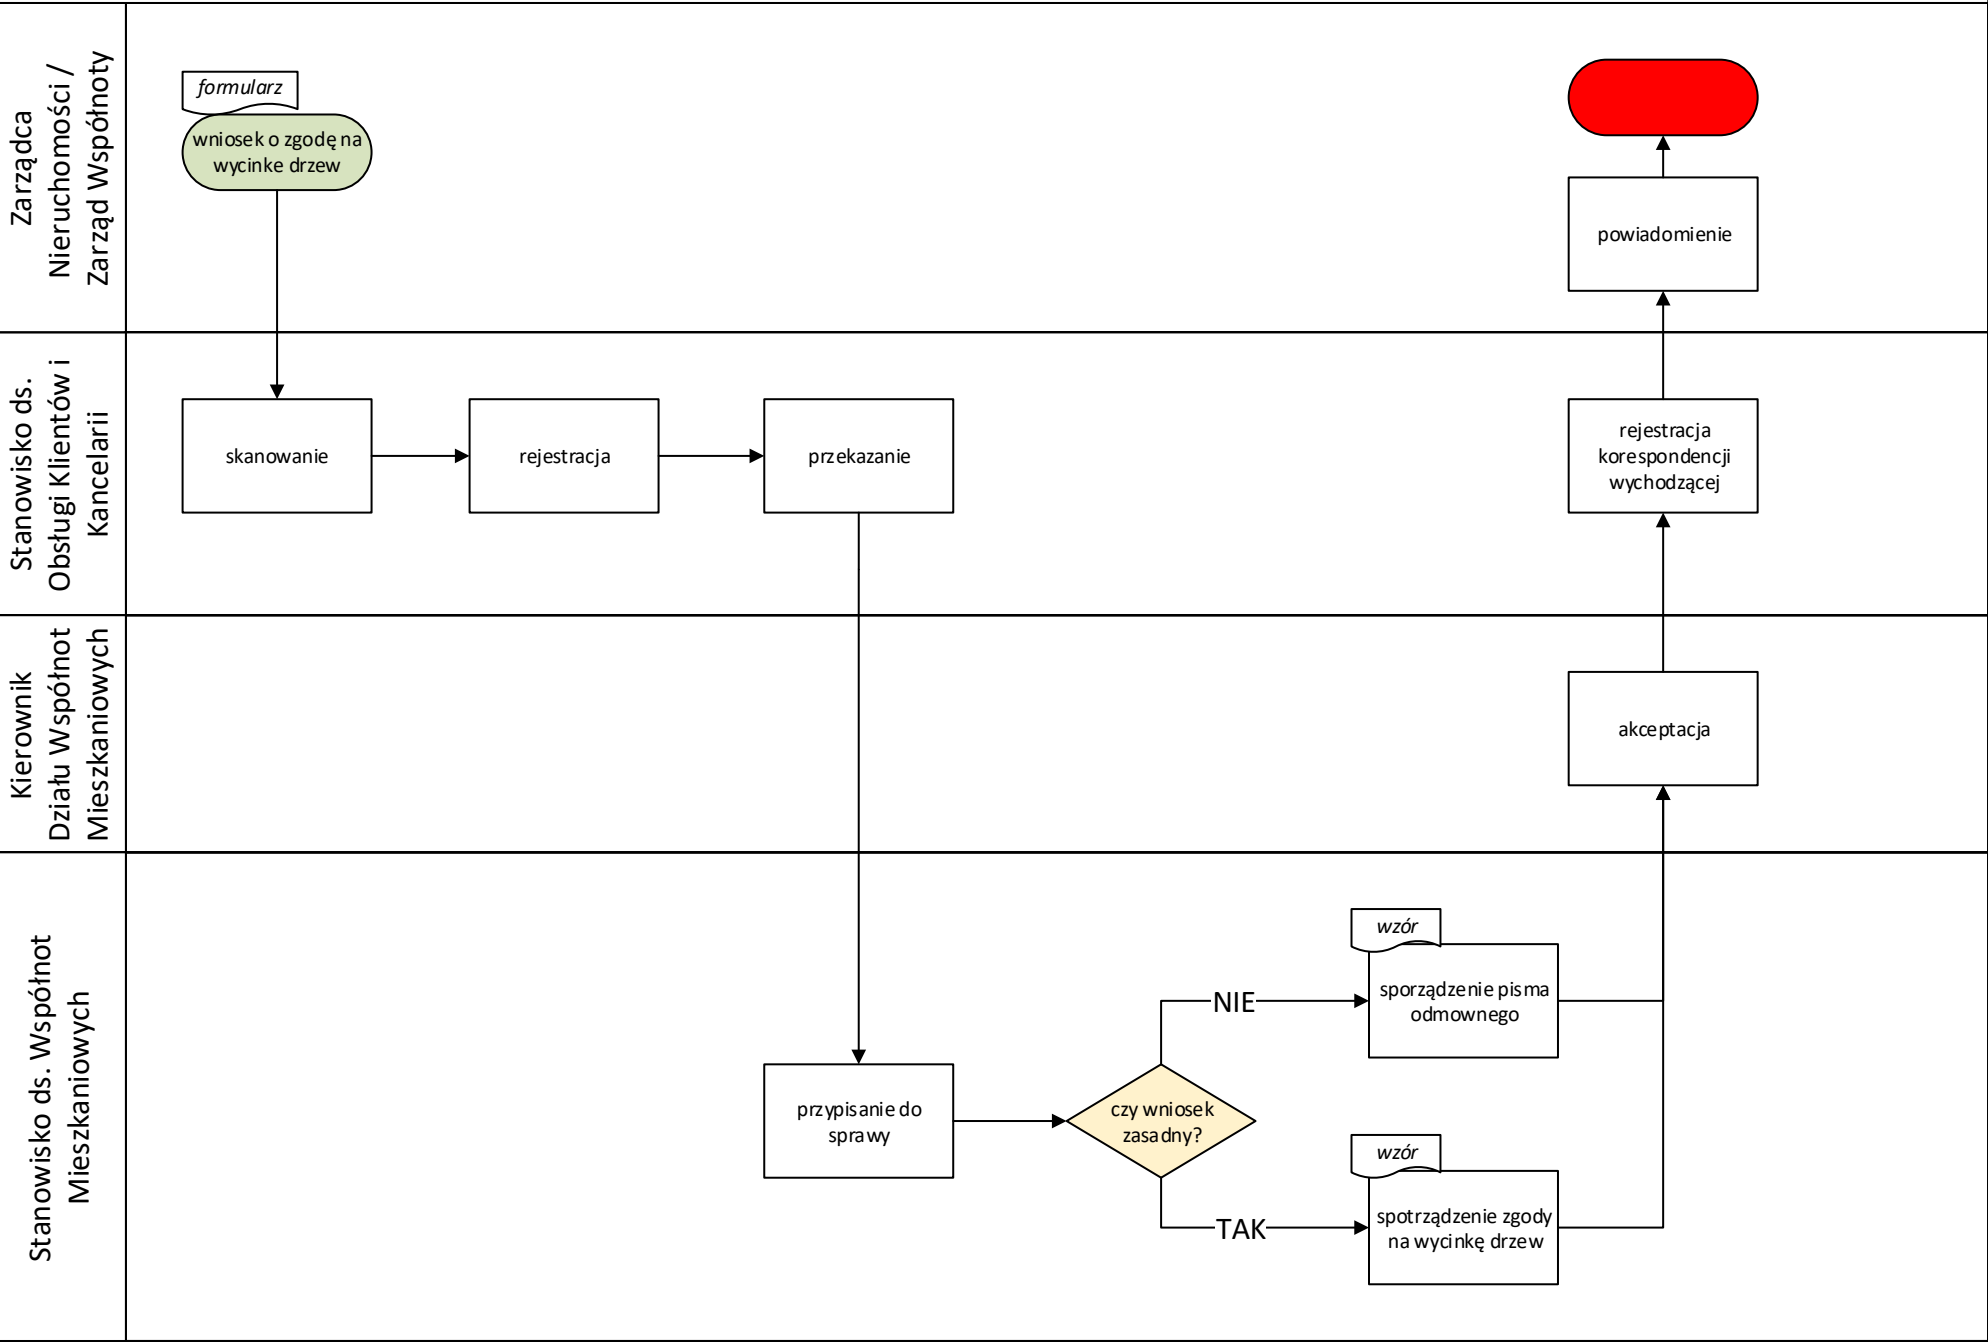 Zarządca
Nieruchomości /
Zarząd Wspólnoty
formularz
wniosek o zgodę na
wycinke drzew
powiadomienie
Stanowisko ds.
Obsługi Klientów i
Kancelarii
skanowanie
rejestracja
przekazanie
rejestracja
korespondencji
wychodzącej
Kierownik
Działu Wspólnot
Mieszkaniowych
akceptacja
Stanowisko ds. Wspólnot
Mieszkaniowych
przypisanie do
sprawy
czy wniosek
zasadny?
NIE
wzór
sporządzenie pisma
odmownego
TAK
wzór
spotrządzenie zgody
na wycinkę drzew